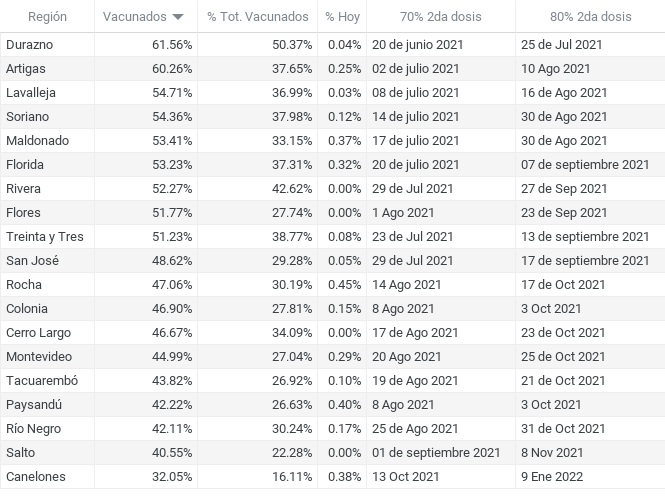 Región Vacunados % Tot. Vacunados % Hoy 70% 2da dosis 80% 2da dosis
Durazno 61.56% 50.37% 0.04% 20 de junio 2021 25 de Jul 2021
Artigas 60.26% 37.65% 0.25% 02 de julio 2021 10 Ago 2021
Lavalleja 54.71% 36.99% 0.03% 08 de julio 2021 16 de Ago 2021
Soriano 54.36% 37.98% 0.12% 14 de julio 2021 30 de Ago 2021
Maldonado 53.41% 33.15% 0.37% 17 de julio 2021 30 de Ago 2021
Florida 53.23% 37.31% 0.32% 20 de julio 2021 07 de septiembre 2021
Rivera 52.27% 42.62% 0.00% 29 de Jul 2021 27 de Sep 2021
Flores 51.77% 27.74% 0.00% 1 Ago 2021 23 de Sep 2021
Treinta y Tres 51.23% 38.77% 0.08% 23 de Jul 2021 13 de septiembre 2021
San José 48.62% 29.28% 0.05% 29 de Jul 2021 17 de septiembre 2021
Rocha 47.06% 30.19% 0.45% 14 Ago 2021 17 de Oct 2021
Colonia 46.90% 27.81% 0.15% 8 Ago 2021 3 Oct 2021
Cerro Largo 46.67% 34.09% 0.00% 17 de Ago 2021 23 de Oct 2021
Montevideo 44.99% 27.04% 0.29% 20 Ago 2021 25 de Oct 2021
Tacuarembó 43.82% 26.92% 0.10% 19 de Ago 2021 21 de Oct 2021
Paysandú 42.22% 26.63% 0.40% 8 Ago 2021 3 Oct 2021
Río Negro 42.11% 30.24% 0.17% 25 de Ago 2021 31 de Oct 2021
Salto 40.55% 22.28% 0.00% 01 de septiembre 2021 8 Nov 2021
Canelones 32.05% 16.11% 0.38% 13 Oct 2021 9 Ene 2022